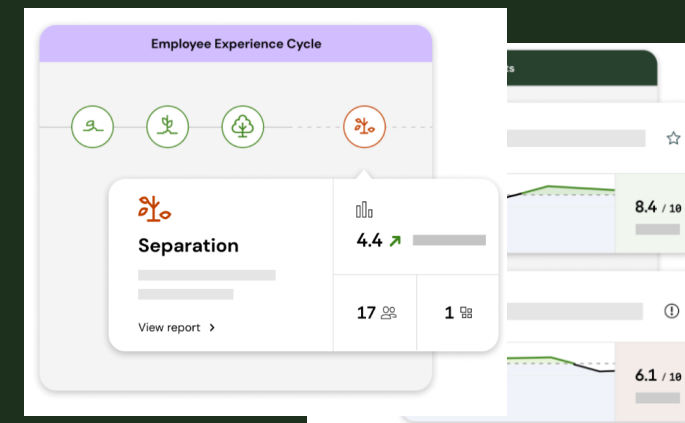 Employee Experience Cycle
Separation
View report
4.4
17
1
8.4 / 10
6.1 / 10